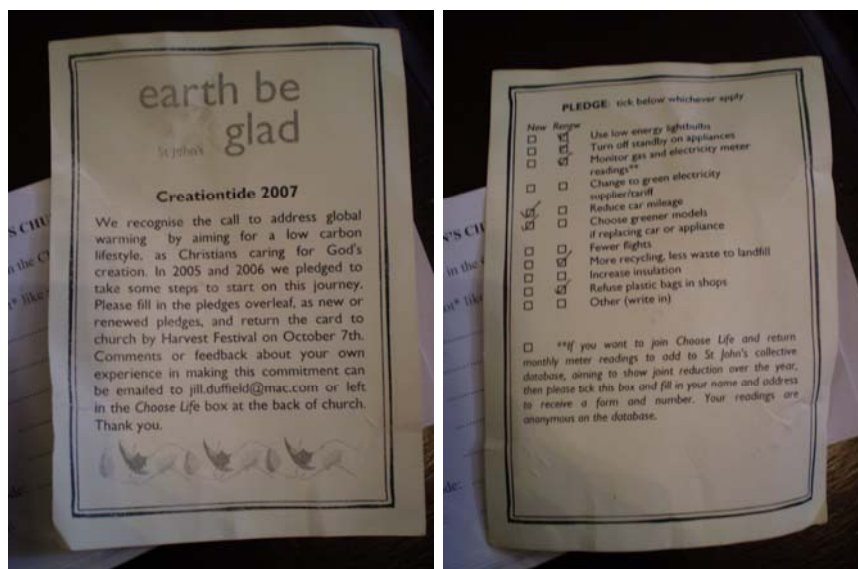 earth be
St John's glad
Creationtide 2007
We recognise the call to address global
warming by aiming for a low carbon
lifestyle, as Christians caring for God's
creation. In 2005 and 2006 we pledged to
take some steps to start on this journey.
Please fill in the pledges overleaf, as new or
renewed pledges, and return the card to
church by Harvest Festival on October 7th.
Comments or feedback about your own
experience in making this commitment can
be emailed to jill.duffield@mac.com or left
in the Choose Life box at the back of church.
Thank you.
S CHU
n the C
like
PLEDGE: tick below whichever apply
New Renew
Use low energy lightbulbs
Turn off standby on appliances
Monitor gas and electricity meter
readings**
Change to green electricity
supplier/tariff
Reduce car mileage
Choose greener models
if replacing car or appliance
Fewer flights
More recycling, less waste to landfill
Increase insulation
Refuse plastic bags in shops
Other (write in)
**If you want to join Choose Life and return
monthly meter readings to add to St John's collective
database, aiming to show joint reduction over the year,
then please tick this box and fill in your name and address
to receive a form and number. Your readings are
anonymous on the database.
'S CH
in the
like
de: